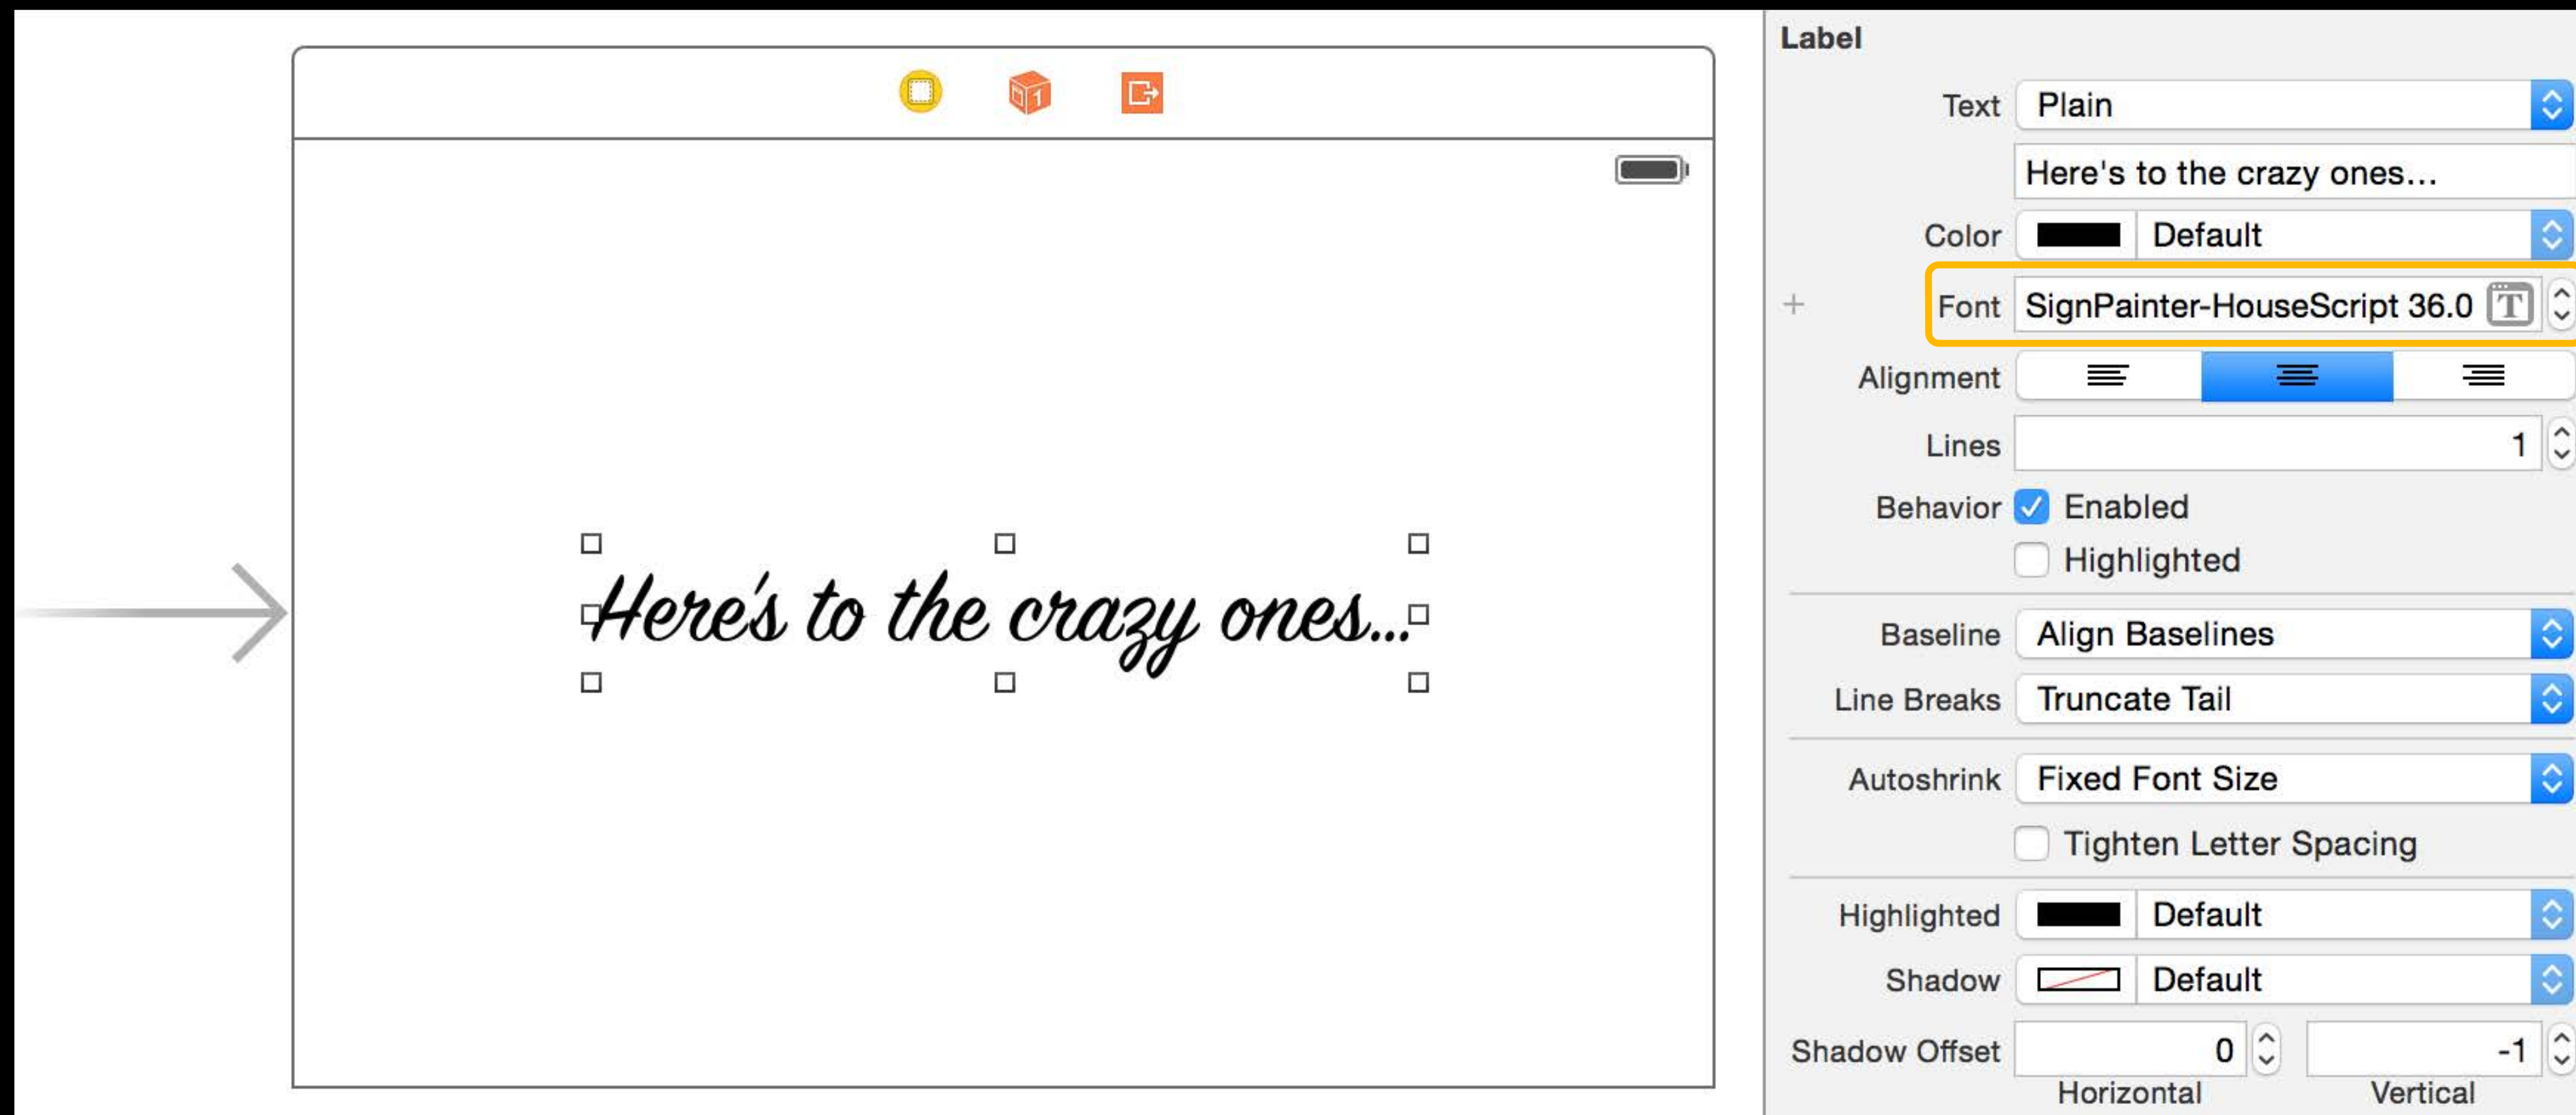 Here's to the crazy ones...
Label
Text Plain
Here's to the crazy ones...
Color Default
+ Font SignPainter-HouseScript 36.0 T
Alignment
Lines 1
Behavior Enabled
Highlighted
Baseline Align Baselines
Line Breaks Truncate Tail
Autoshrink Fixed Font Size
Tighten Letter Spacing
Highlighted Default
Shadow Default
Shadow Offset 0 -1
Horizontal Vertical